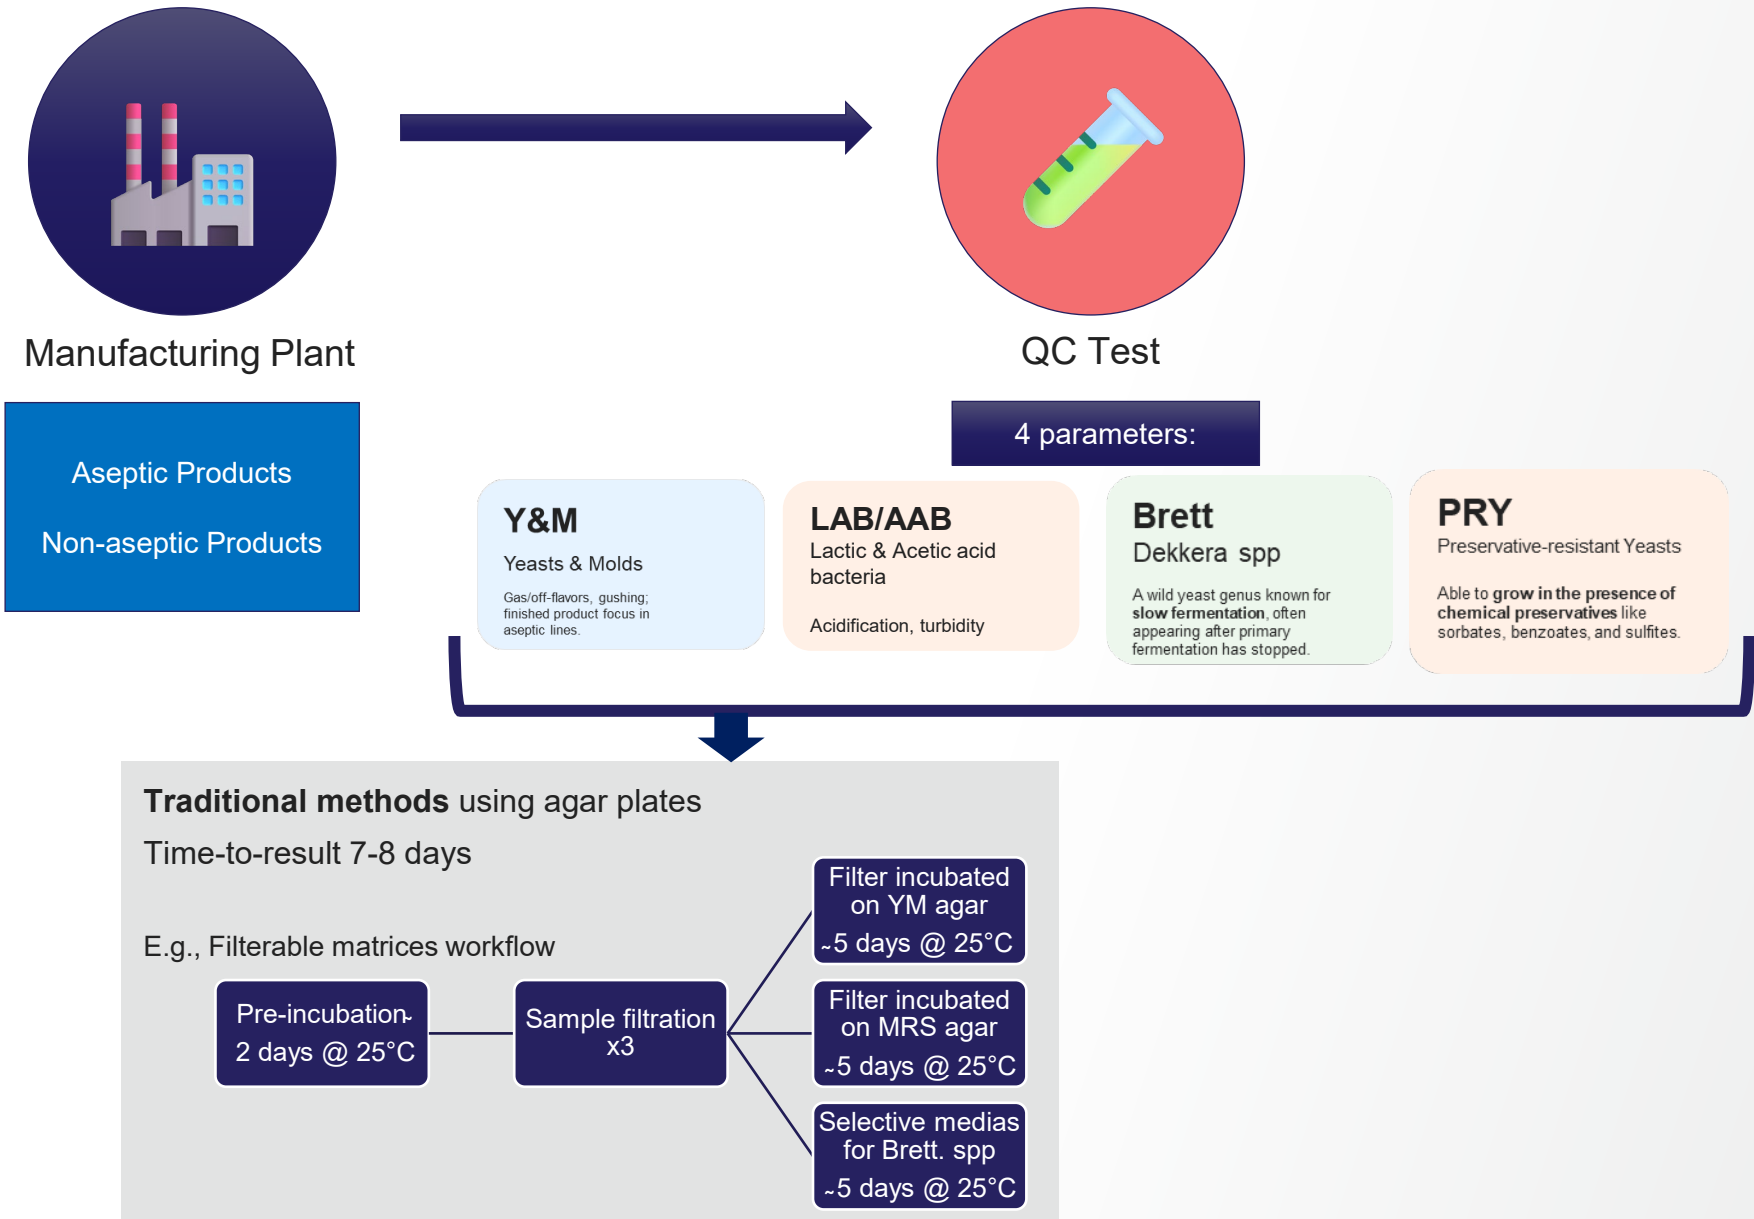 Manufacturing Plant
QC Test
Aseptic Products
Non-aseptic Products
4 parameters:
Y&M
Yeasts & Molds
Gas/off-flavors, gushing;
finished product focus in
aseptic lines.
LAB/AAB
Lactic & Acetic acid
bacteria
Acidification, turbidity
Brett
Dekkera spp
A wild yeast genus known for
slow fermentation, often
appearing after primary
fermentation has stopped.
PRY
Preservative-resistant Yeasts
Able to grow in the presence of
chemical preservatives like
sorbates, benzoates, and sulfites.
Traditional methods using agar plates
Time-to-result 7-8 days
E.g., Filterable matrices workflow
Pre-incubation~
2 days @ 25°C
Sample filtration
x3
Filter incubated
on YM agar
~5 days @ 25°C
Filter incubated
on MRS agar
~5 days @ 25°C
Selective medias
for Brett. spp
~5 days @ 25°C